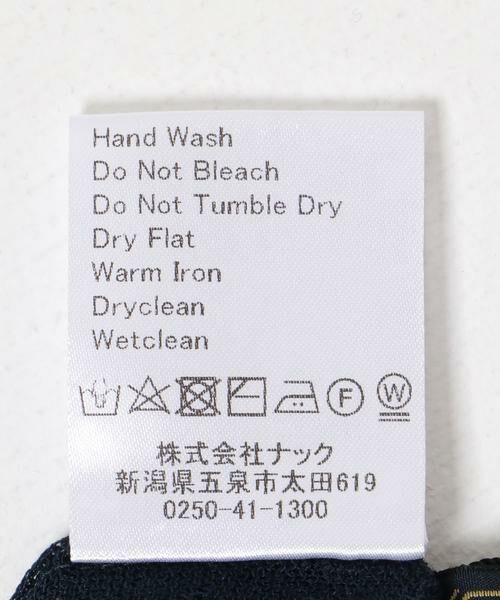 Hand Wash
Do Not Bleach
Do Not Tumble Dry
Dry Flat
Warm Iron
Dryclean
Wetclean
F W
株式会社ナック
新潟県五泉市太田619
0250-41-1300